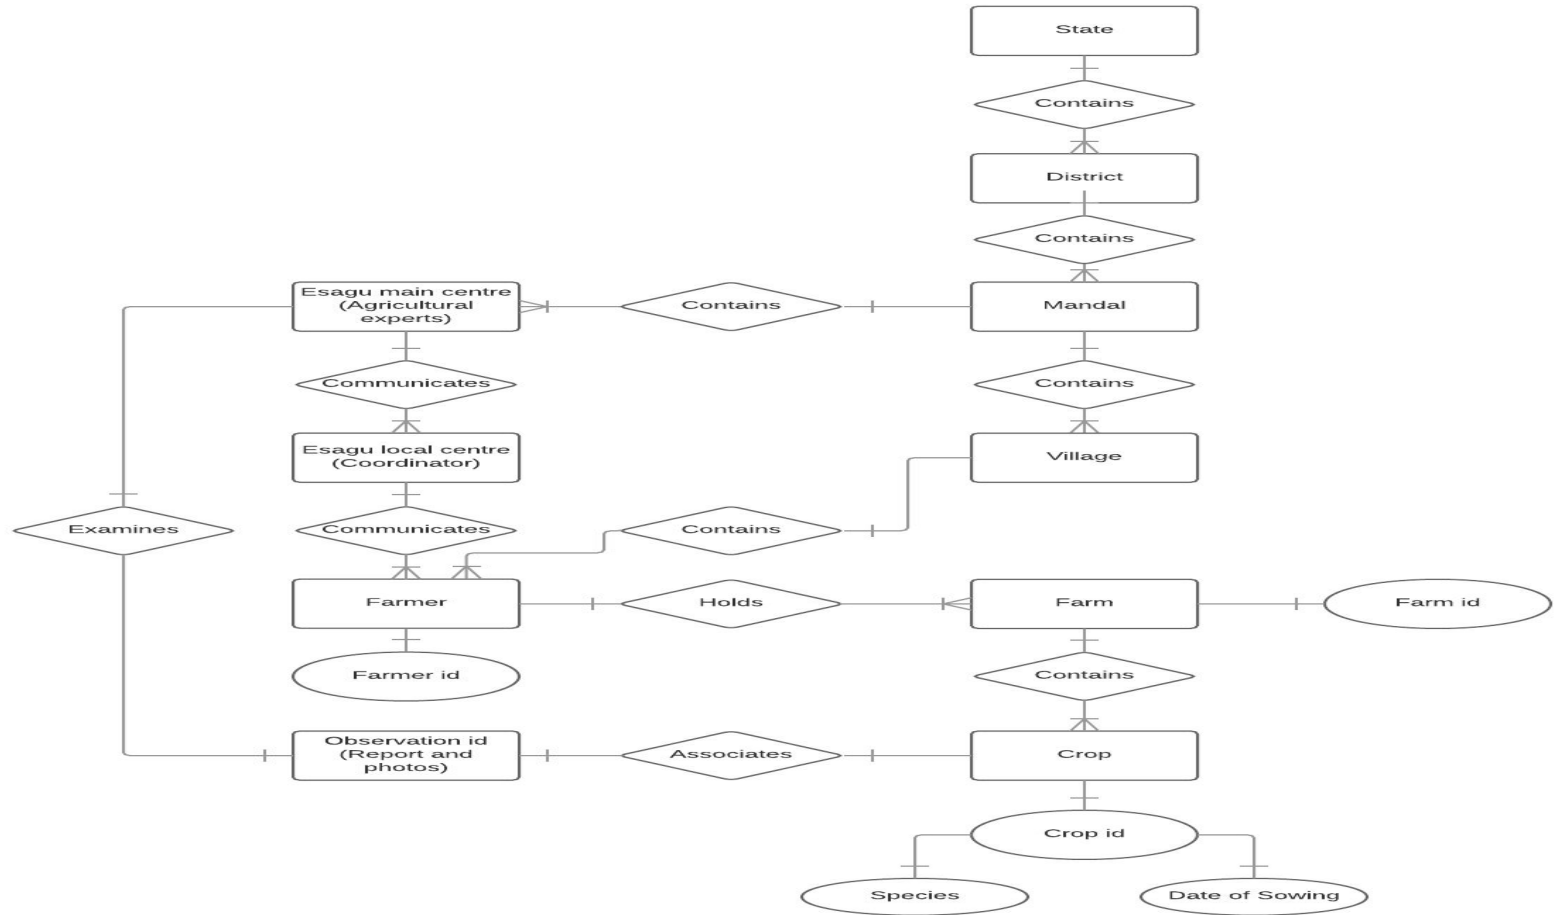 State
Contains
District
Contains
Esagu main centre
(Agricultural
experts)
Contains
Mandal
Communicates
Contains
Esagu local centre
(Coordinator)
Village
Examines
Communicates
Contains
Farmer
Holds
Farm
Farm id
Farmer id
Contains
Observation id
(Report and
photos)
Associates
Crop
Crop id
Species
Date of Sowing